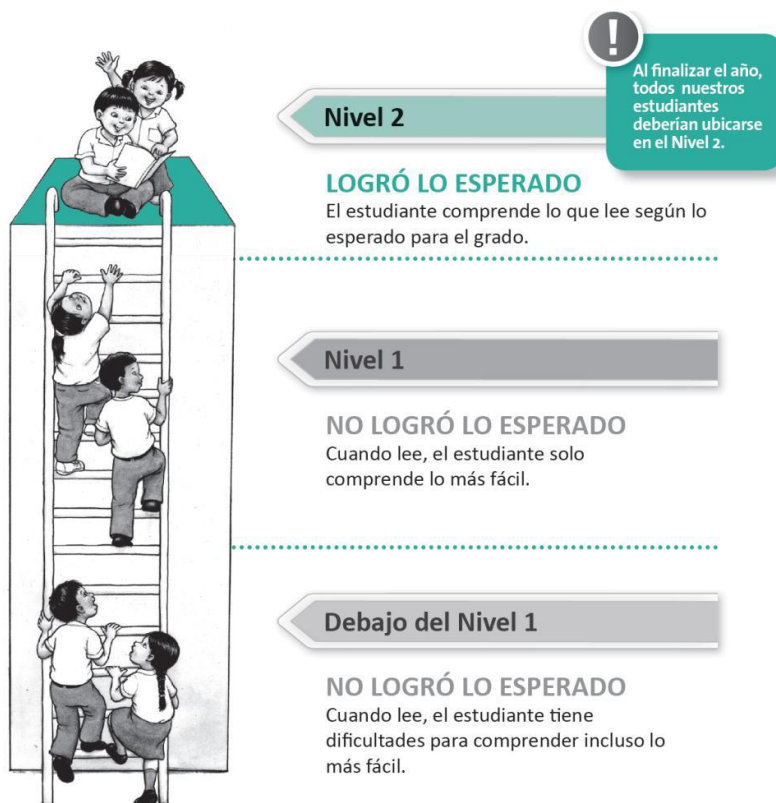 !
Al finalizar el año,
todos nuestros
estudiantes
deberían ubicarse
en el Nivel 2.
Nivel 2
LOGRÓ LO ESPERADO
El estudiante comprende lo que lee según lo
esperado para el grado.
Nivel 1
NO LOGRÓ LO ESPERADO
Cuando lee, el estudiante solo
comprende lo más fácil.
Debajo del Nivel 1
NO LOGRÓ LO ESPERADO
Cuando lee, el estudiante tiene
dificultades para comprender incluso lo
más fácil.